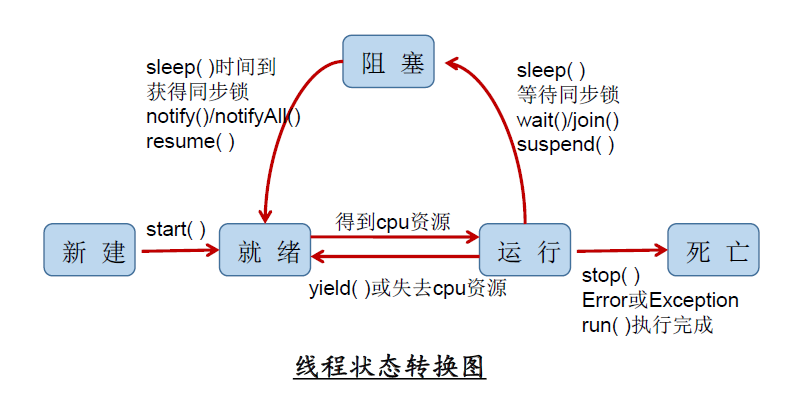 阻 塞
sleep( )时间到
获得同步锁
notify()/notifyAll()
resume( )
sleep( )
等待同步锁
wait()/join()
suspend( )
新 建
start( )
就 绪
得到cpu资源
yield( )或失去cpu资源
运 行
死 亡
stop( )
Error或Exception
run( )执行完成
线程状态转换图